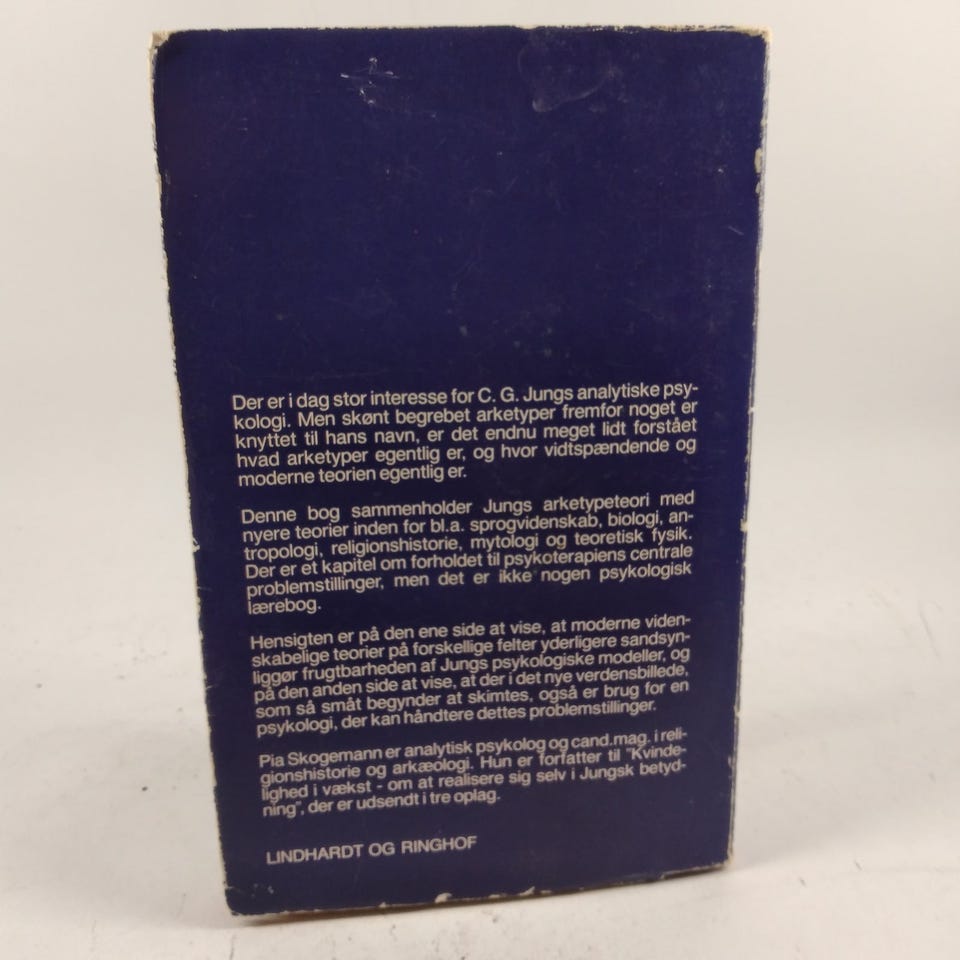 Der er i dag stor interesse for C. G. Jungs analytiske psy-
kologi. Men skønt begrebet arketyper fremfor noget er
knyttet til hans navn, er det endnu meget lidt forstået
hvad arketyper egentlig er, og hvor vidtspændende og
moderne teorien egentlig er.
Denne bog sammenholder Jungs arketypeteori med
nyere teorier inden for bl.a. sprogvidenskab, biologi, an-
tropologi, religionshistorie, mytologi og teoretisk fysik.
Der er et kapitel om forholdet til psykoterapiens centrale
problemstillinger, men det er ikke nogen psykologisk
lærebog.
Hensigten er på den ene side at vise, at moderne viden-
skabelige teorier på forskellige felter yderligere sandsyn-
liggør frugtbarheden af Jungs psykologiske modeller, og
på den anden side at vise, at der i det nye verdensbillede,
som så småt begynder at skimtes, også er brug for en
psykologi, der kan håndtere dettes problemstillinger.
Pia Skogemann er analytisk psykolog og cand.mag. i reli-
gionshistorie og arkæologi. Hun er forfatter til "Kvinde-
lighed i vækst - om at realisere sig selv i Jungsk betyd-
ning", der er udsendt i tre oplag.
LINDHARDT OG RINGHOF